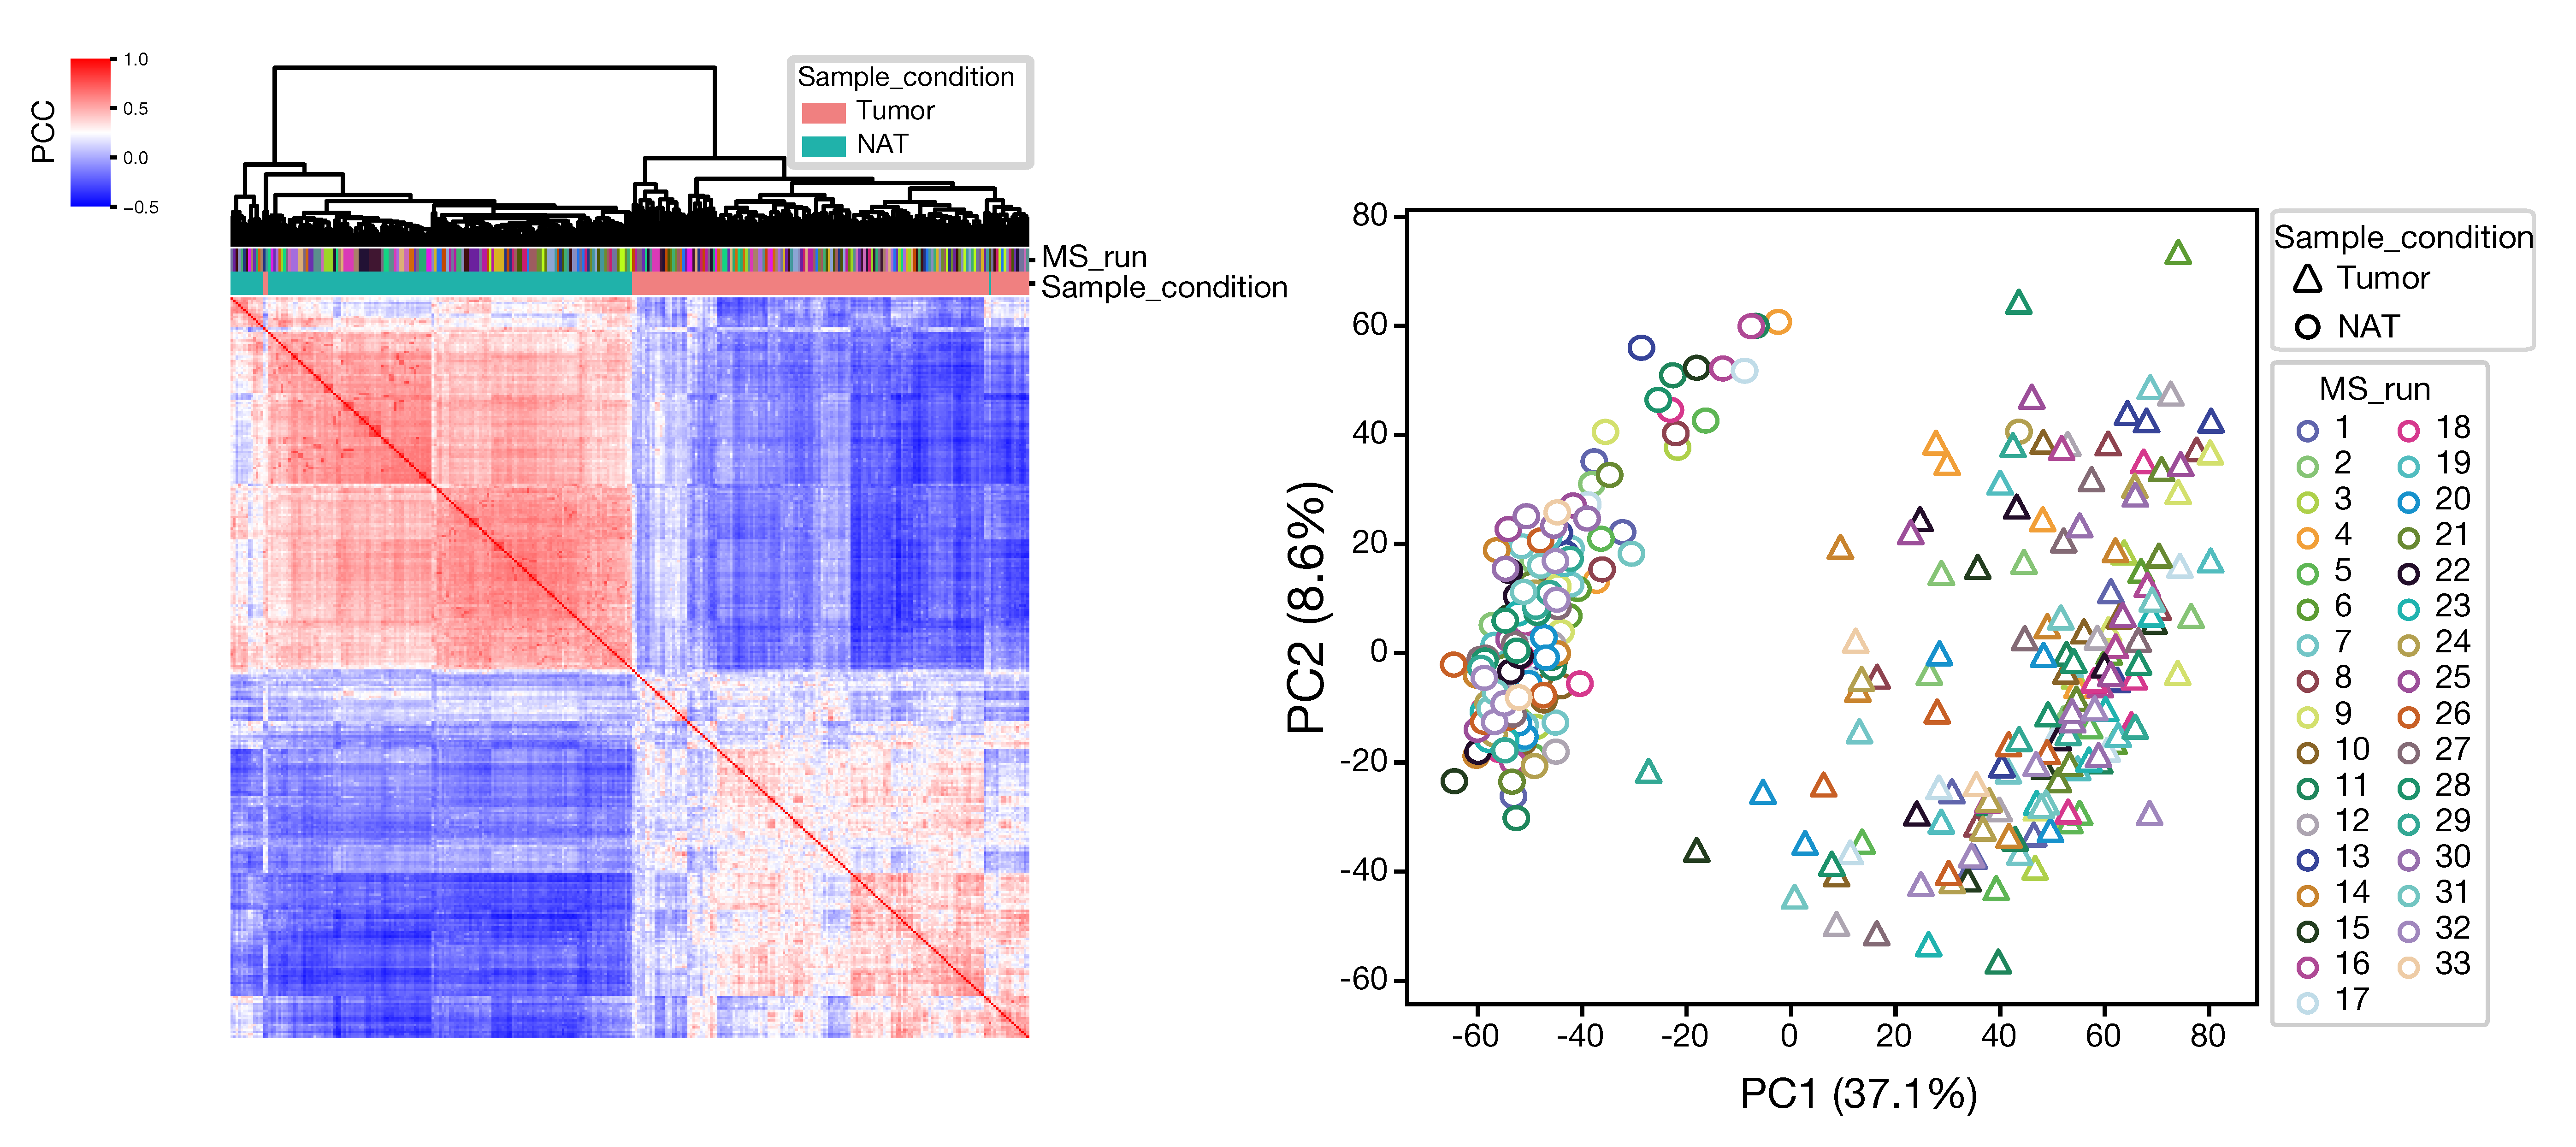 PCC
1.0
0.5
0.0
−0.5
Sample_condition
Tumor
NAT
MS_run
Sample_condition
80
60
40
20
0
-20
-40
-60
PC2 (8.6%)
-60 -40 -20 0 20 40 60 80
PC1 (37.1%)
Sample_condition
Tumor
NAT
MS_run
1 18
2 19
3 20
4 21
5 22
6 23
7 24
8 25
9 26
10 27
11 28
12 29
13 30
14 31
15 32
16 33
17